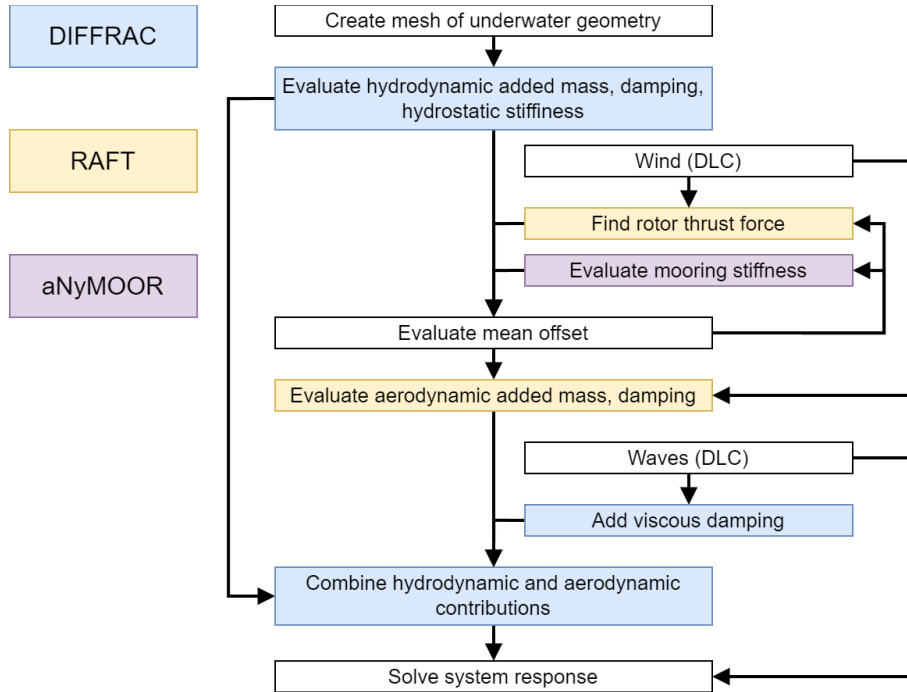 DIFFRAC
RAFT
aNyMOOR
Create mesh of underwater geometry
Evaluate hydrodynamic added mass, damping,
hydrostatic stiffness
Wind (DLC)
Find rotor thrust force
Evaluate mooring stiffness
Evaluate mean offset
Evaluate aerodynamic added mass, damping
Waves (DLC)
Add viscous damping
Combine hydrodynamic and aerodynamic
contributions
Solve system response